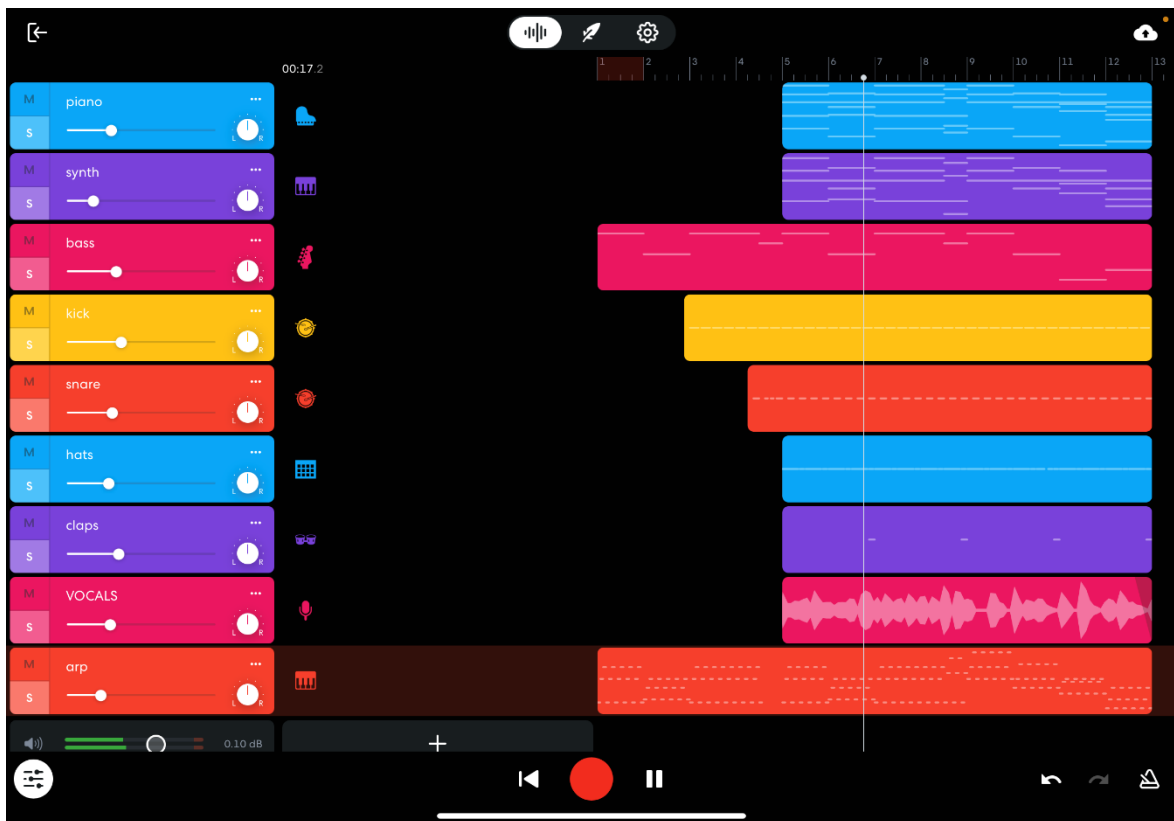 00:17.2
1 2 3 4 5 6 7 8 9 10 11 12 13
M piano
S L R
M synth
S L R
M bass
S L R
M kick
S L R
M snare
S L R
M hats
S L R
M claps
S L R
M VOCALS
S L R
M arp
S L R
0.10 dB